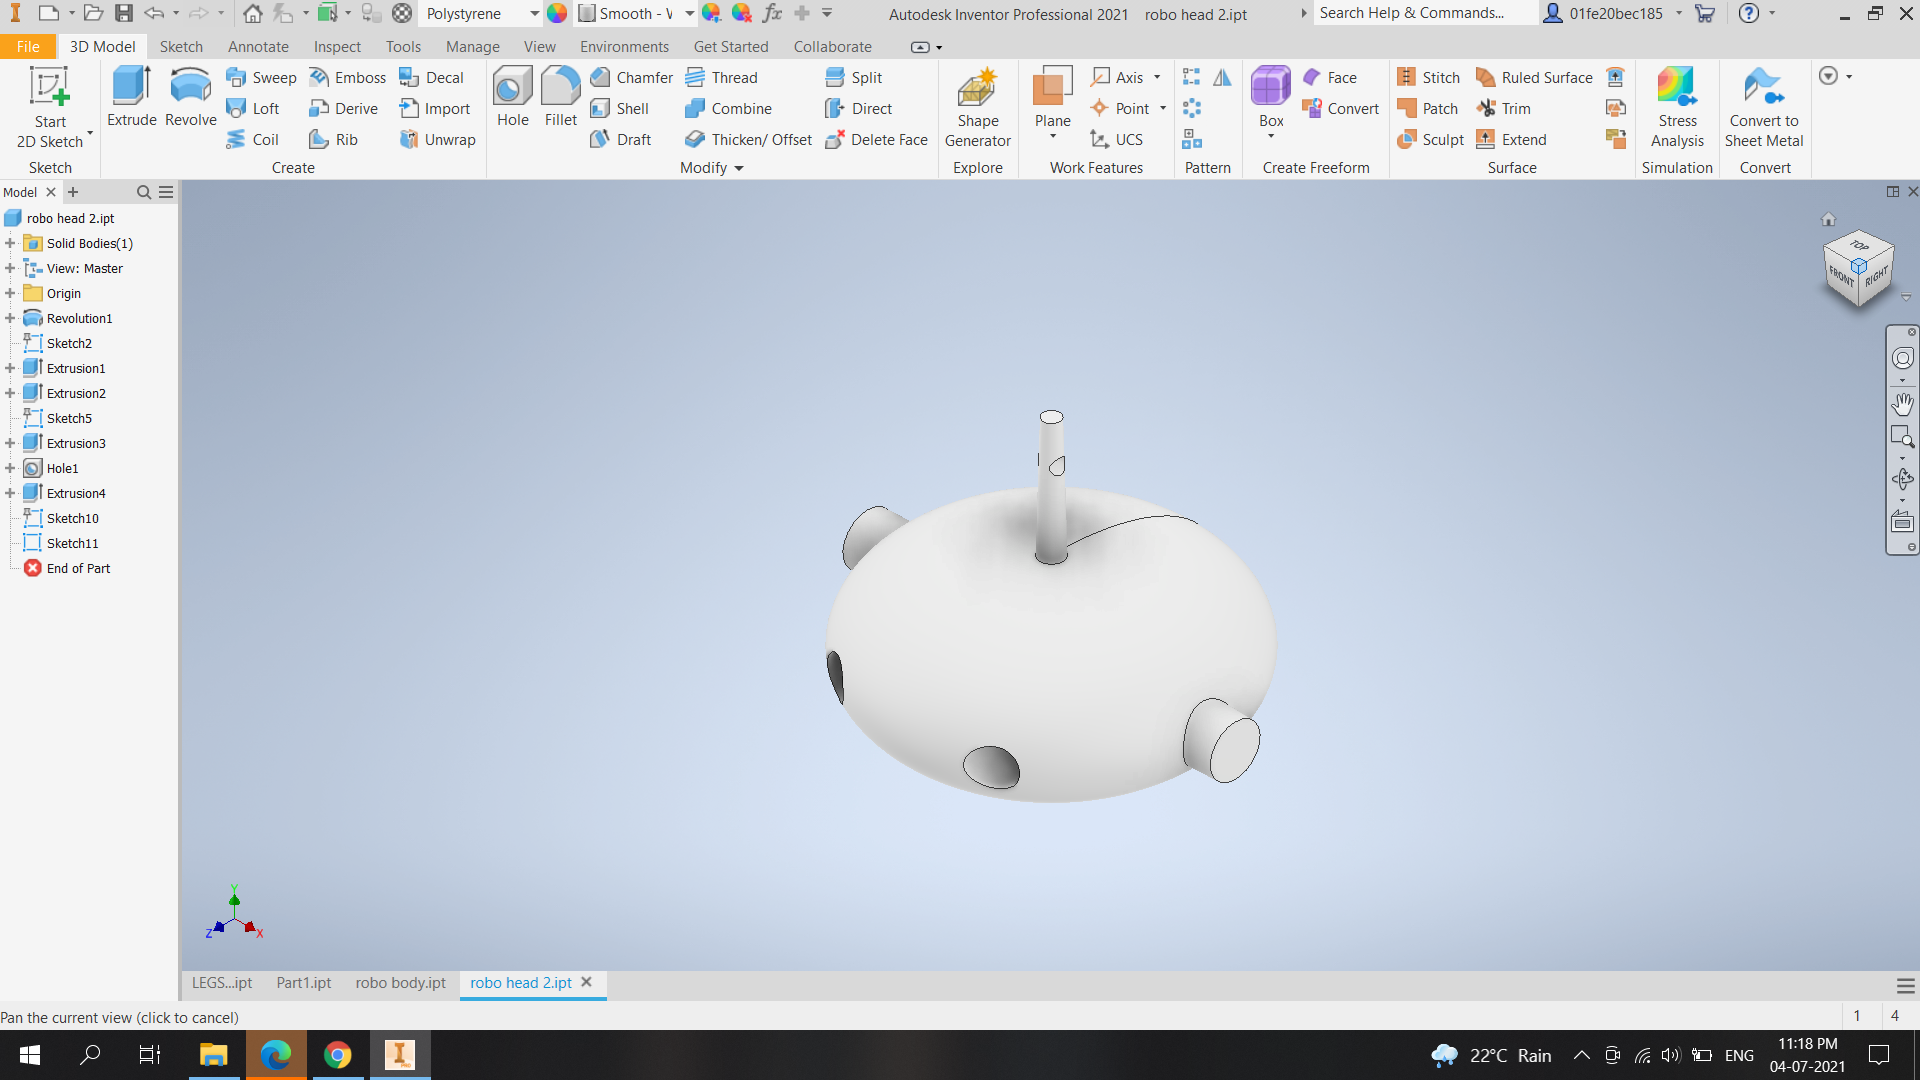 Polystyrene
Smooth - V
Autodesk Inventor Professional 2021 robo head 2.ipt
Search Help & Commands...
01fe20bec185
File 3D Model Sketch Annotate Inspect Tools Manage View Environments Get Started Collaborate
Start
2D Sketch
Extrude
Revolve
Sweep
Loft
Coil
Emboss
Derive
Rib
Decal
Import
Unwrap
Hole
Fillet
Chamfer
Shell
Draft
Thread
Combine
Thicken/ Offset
Split
Direct
Delete Face
Shape
Generator
Plane
Axis
Point
UCS
Box
Face
Convert
Stitch
Patch
Sculpt
Ruled Surface
Trim
Extend
Stress
Analysis
Convert to
Sheet Metal
Sketch Create Modify Explore Work Features Pattern Create Freeform Surface Simulation Convert
Model
robo head 2.ipt
Solid Bodies(1)
View: Master
Origin
Revolution1
Sketch2
Extrusion1
Extrusion2
Sketch5
Extrusion3
Hole1
Extrusion4
Sketch10
Sketch11
End of Part
TOP
FRONT
RIGHT
Y
Z
X
LEGS...ipt Part1.ipt robo body.ipt robo head 2.ipt
Pan the current view (click to cancel)
1 4
22°C Rain
ENG
11:18 PM
04-07-2021